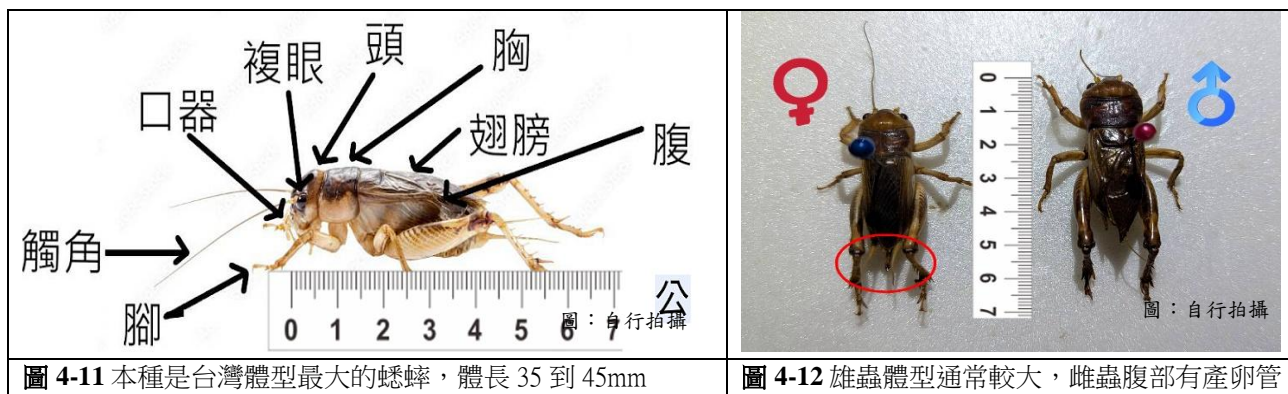 複眼
頭
胸
口器
翅膀
腹
觸角
腳
公
0 1 2 3 4 5 6 7
圖：自行拍攝
圖 4-11 本種是台灣體型最大的蟋蟀，體長 35 到 45mm
♀
♂
0
1
2
3
4
5
6
7
圖：自行拍攝
圖 4-12 雄蟲體型通常較大，雌蟲腹部有產卵管